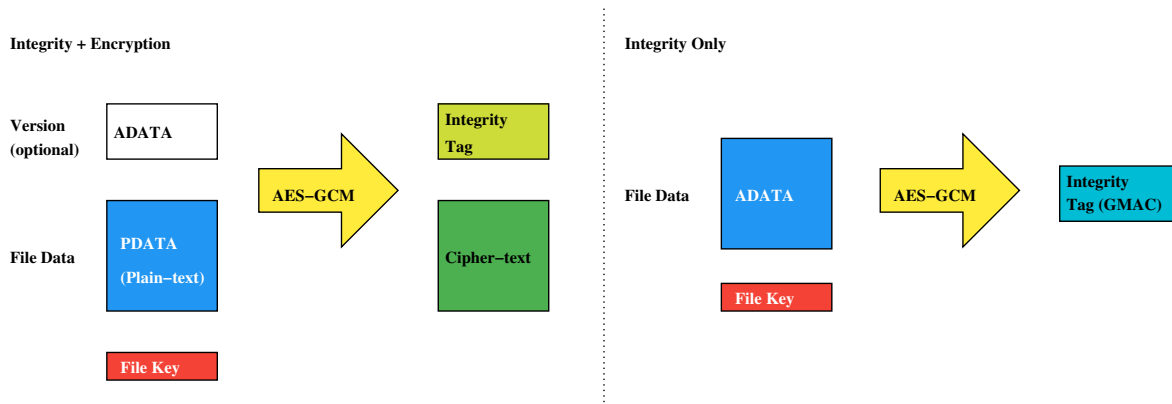 Integrity + Encryption
Version
(optional)
ADATA
AES−GCM
Integrity
Tag
File Data
PDATA
(Plain−text)
Cipher−text
File Key
Integrity Only
File Data
ADATA
AES−GCM
Integrity
Tag (GMAC)
File Key